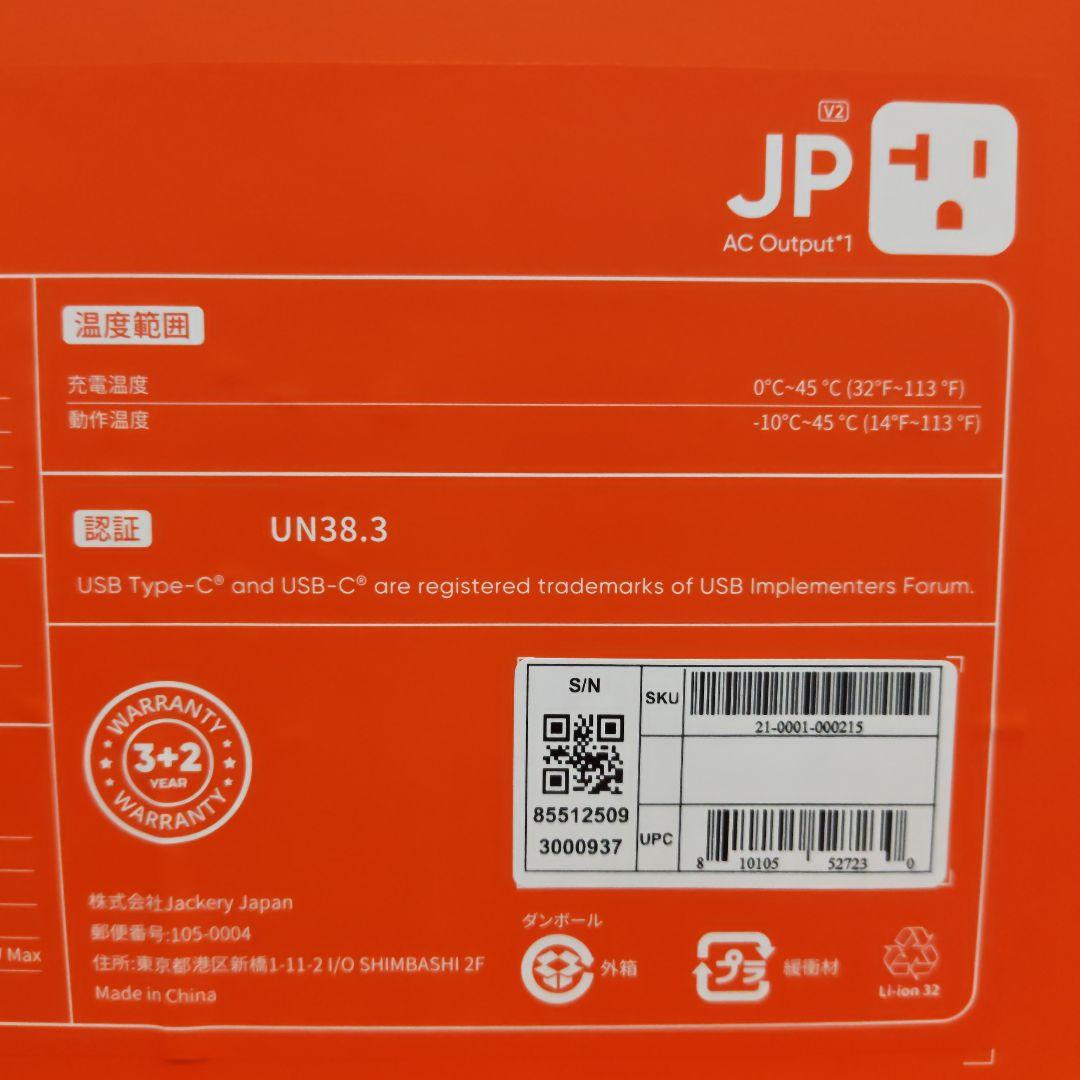 V2
JP
AC Output*1
温度範囲
充電温度 0°C~45 °C (32°F~113 °F)
動作温度 -10°C~45 °C (14°F~113 °F)
認証 UN38.3
USB Type-C® and USB-C® are registered trademarks of USB Implementers Forum.
WARRANTY
3+2
YEAR
WARRANTY
S/N
85512509
3000937
SKU
21-0001-000215
UPC
8 10105 52723 0
株式会社Jackery Japan
郵便番号:105-0004
住所:東京都港区新橋1-11-2 I/O SHIMBASHI 2F
Made in China
Max
ダンボール
外箱
プラ
緩衝材
Li-ion 32